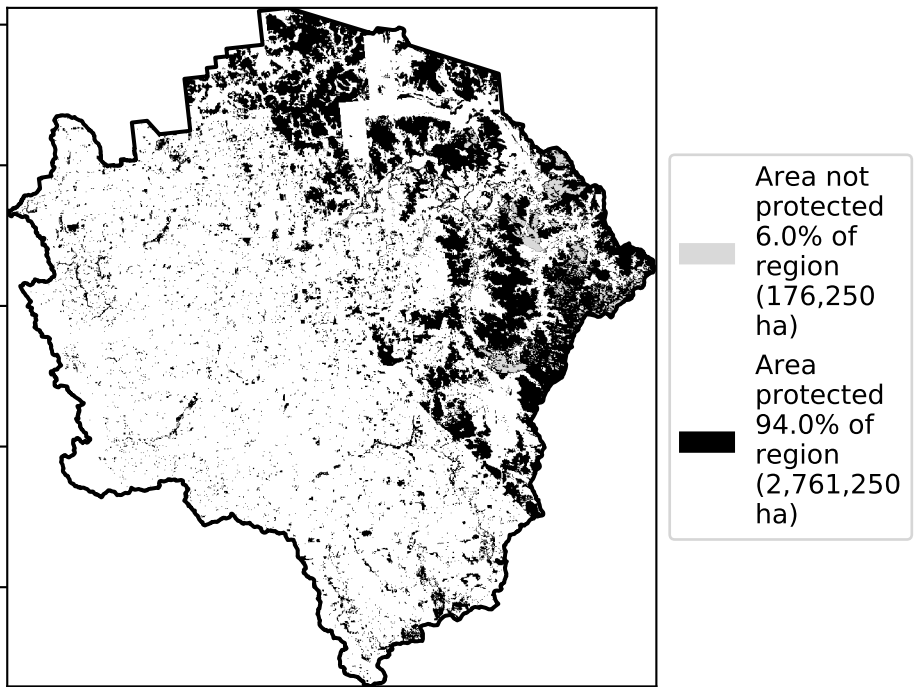 Area not
protected
6.0% of
region
(176,250
ha)
Area
protected
94.0% of
region
(2,761,250
ha)